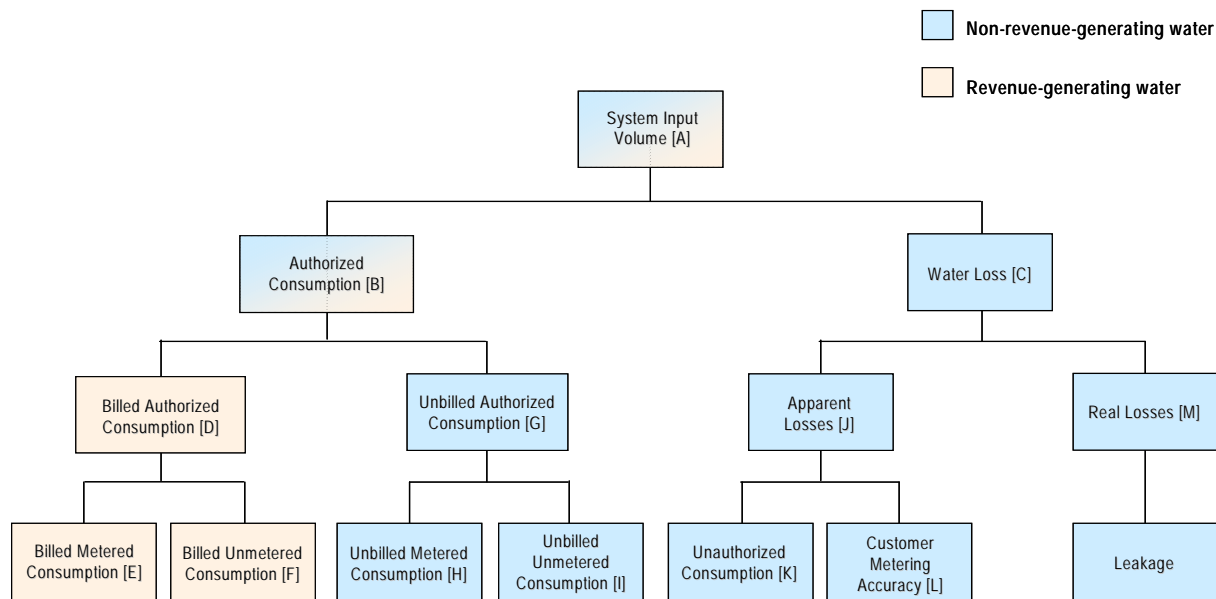 Non-revenue-generating water
Revenue-generating water
System Input
Volume [A]
Authorized
Consumption [B]
Water Loss [C]
Billed Authorized
Consumption [D]
Unbilled Authorized
Consumption [G]
Apparent
Losses [J]
Real Losses [M]
Billed Metered
Consumption [E]
Billed Unmetered
Consumption [F]
Unbilled Metered
Consumption [H]
Unbilled
Unmetered
Consumption [I]
Unauthorized
Consumption [K]
Customer
Metering
Accuracy [L]
Leakage